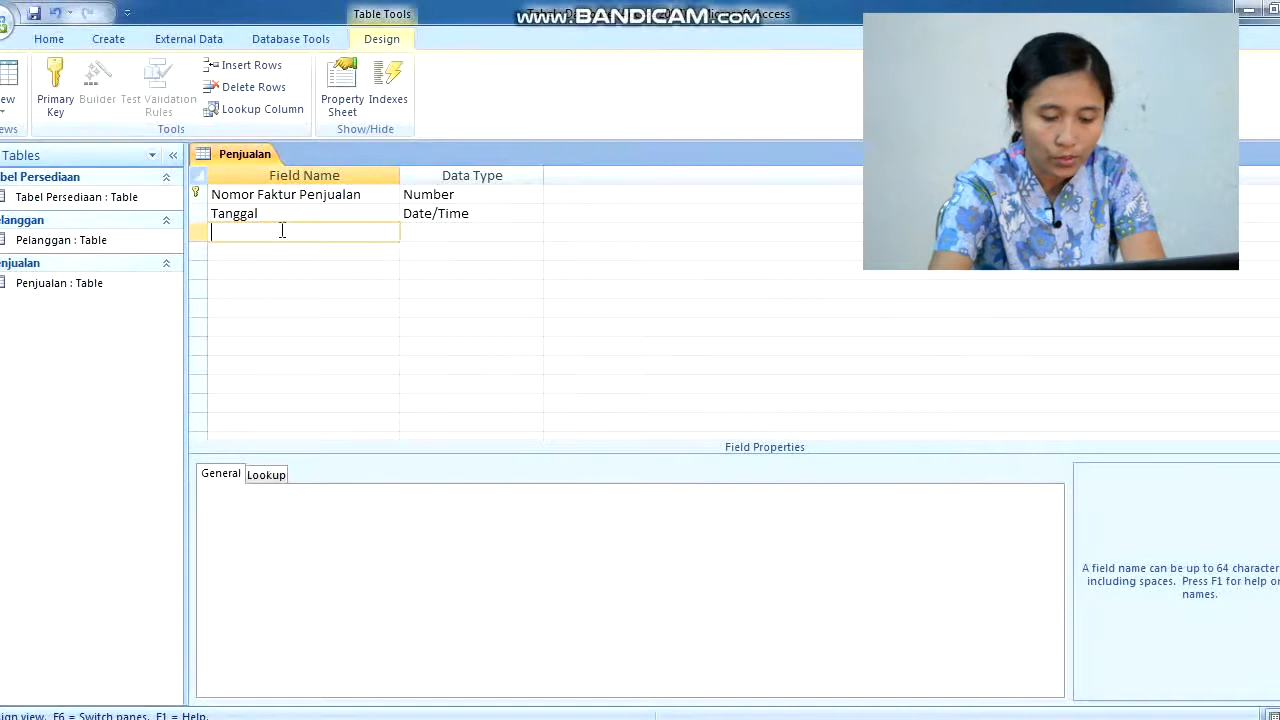 Table Tools
www.BANDICAM.com
Access
Home
Create
External Data
Database Tools
Design
Primary
Key
Builder
Test Validation
Rules
Insert Rows
Delete Rows
Lookup Column
Property
Sheet
Indexes
Tools
Show/Hide
Tables
Penjualan
Field Name
Data Type
Tabel Persediaan : Table
Pelanggan : Table
Penjualan : Table
Nomor Faktur Penjualan
Number
Tanggal
Date/Time
Field Properties
General
Lookup
A field name can be up to 64 character
including spaces. Press F1 for help o
names.
view. F6 = Switch panes. F1 = Help.